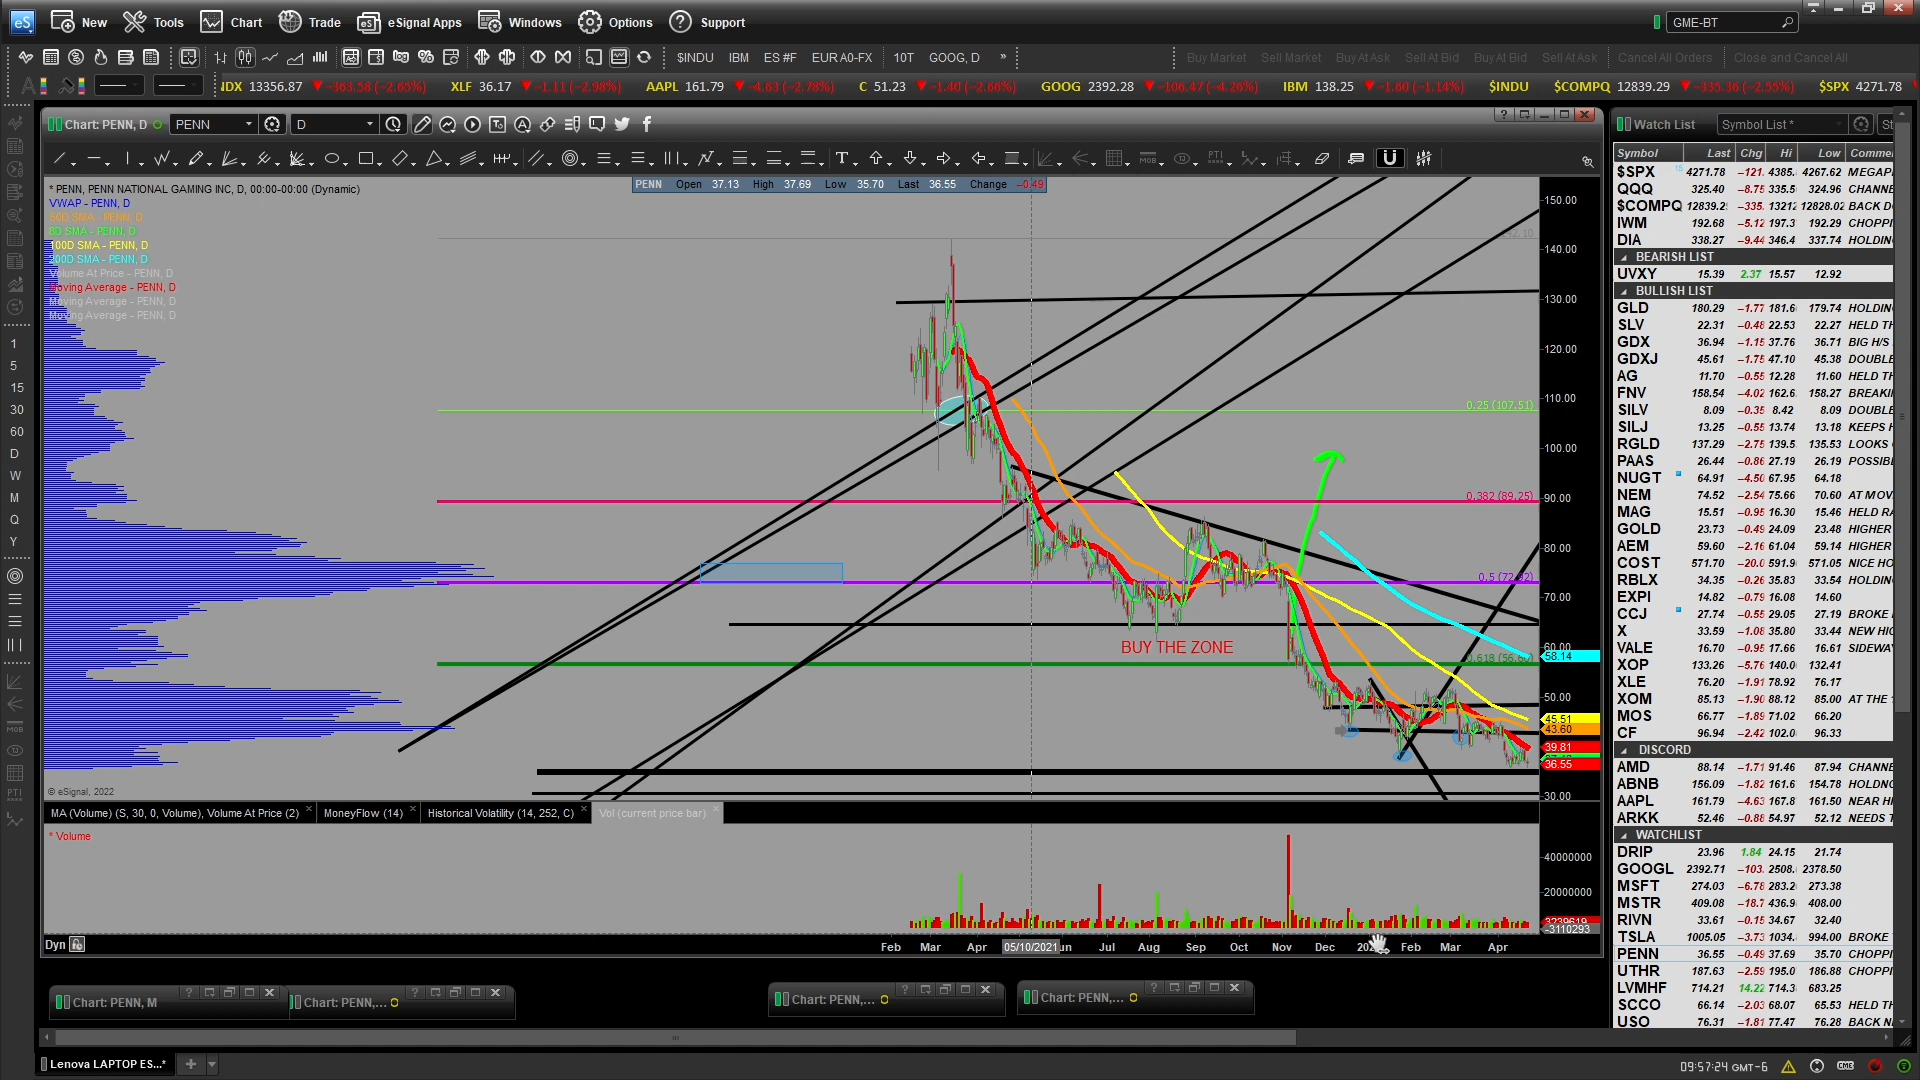 eS New Tools Chart Trade eSignal Apps Windows Options Support GME-BT
$INDU IBM ES #F EUR A0-FX 10T GOOG, D » Buy Market Sell Market Buy At Ask Sell At Bid Buy At Bid Sell At Ask Cancel All Orders Close and Cancel All
13356.87 −363.58 (−2.65%) XLF 36.17 −1.11 (−2.98%) AAPL 161.79 −4.63 (−2.78%) C 51.23 −1.40 (−2.66%) GOOG 2392.28 −106.47 (−4.26%) IBM 138.25 −1.60 (−1.14%) $INDU $COMPQ 12839.29 −335.36 (−2.55%) $SPX 4271.78
Chart: PENN, D PENN D
* PENN, PENN NATIONAL GAMING INC, D, 00:00-00:00 (Dynamic)
PENN Open 37.13 High 37.69 Low 35.70 Last 36.55 Change −0.49
VWAP - PENN, D
50D SMA - PENN, D
8D SMA - PENN, D
100D SMA - PENN, D
200D SMA - PENN, D
Volume At Price - PENN, D
Moving Average - PENN, D
Moving Average - PENN, D
Moving Average - PENN, D
1
5
15
30
60
D
W
M
Q
Y
150.00
140.00
130.00
120.00
110.00
0.25 (107.51)
100.00
0.382 (89.25)
90.00
80.00
0.5 (72.92)
70.00
BUY THE ZONE
60.00
58.14
50.00
45.51
43.60
39.81
36.55
30.00
© eSignal, 2022
MA (Volume) (S, 30, 0, Volume), Volume At Price (2) MoneyFlow (14) Historical Volatility (14, 252, C) Vol (current price bar)
* Volume
40000000
20000000
3239619
-3110293
Dyn Feb Mar Apr 05/10/2021 Jul Aug Sep Oct Nov Dec Feb Mar Apr
Chart: PENN, M Chart: PENN,... Chart: PENN,... Chart: PENN,...
Lenova LAPTOP ES...*
Watch List Symbol List *
Symbol Last Chg Hi Low Comme
$SPX 4271.78 −121. 4385. 4267.62 MEGAP
QQQ 325.40 −8.75 335.5 324.96 CHANNE
$COMPQ 12839.2 −335. 1321 12828.02 BACK D
IWM 192.68 −5.12 197.3 192.29 CHOPPI
DIA 338.27 −9.44 346.4 337.74 HOLDIN
BEARISH LIST
UVXY 15.39 2.37 15.57 12.92
BULLISH LIST
GLD 180.29 −1.77 181.6 179.74 HOLDIN
SLV 22.31 −0.48 22.53 22.27 HELD TH
GDX 36.94 −1.15 37.76 36.71 BIG H/S
GDXJ 45.61 −1.75 47.10 45.38 DOUBLE
AG 11.70 −0.55 12.28 11.60 HELD TH
FNV 158.54 −4.02 162.6 158.27 BREAKI
SILV 8.09 −0.35 8.42 8.09 DOUBLE
SILJ 13.25 −0.55 13.74 13.18 KEEPS H
RGLD 137.29 −2.75 139.5 135.53 LOOKS
PAAS 26.44 −0.86 27.19 26.19 POSSIBL
NUGT 64.91 −4.50 67.95 64.18
NEM 74.52 −2.54 75.66 70.60 AT MOV
MAG 15.51 −0.95 16.30 15.46 HELD RA
GOLD 23.73 −0.49 24.09 23.48 HIGHER
AEM 59.60 −2.16 61.04 59.14 HIGHER
COST 571.70 −20.0 591.9 571.05 NICE HO
RBLX 34.35 −0.26 35.83 33.54 HOLDIN
EXPI 14.82 −0.79 16.08 14.60
CCJ 27.74 −0.55 29.05 27.19 BROKE
X 33.59 −1.08 35.80 33.44 NEW HIG
VALE 16.70 −0.95 17.66 16.61 SIDEWA
XOP 133.26 −5.76 140.0 132.41
XLE 76.20 −1.91 78.92 76.17
XOM 85.13 −1.90 88.12 85.00 AT THE
MOS 66.77 −1.89 71.02 66.20
CF 96.94 −2.42 102.0 96.33
DISCORD
AMD 88.14 −1.71 91.46 87.94 CHANNE
ABNB 156.09 −1.82 161.6 154.78 HOLDNG
AAPL 161.79 −4.63 167.8 161.50 NEAR HI
ARKK 52.46 −0.88 54.97 52.12 NEEDS T
WATCHLIST
DRIP 23.96 1.84 24.15 21.74
GOOGL 2392.71 −103. 2508. 2378.50
MSFT 274.03 −6.78 283.2 273.38
MSTR 409.08 −18.7 436.9 408.00
RIVN 33.61 −0.15 34.67 32.40
TSLA 1005.05 −3.73 1034. 994.00 BROKE
PENN 36.55 −0.49 37.69 35.70 CHOPPI
UTHR 187.63 −2.59 195.0 186.88 CHOPPI
LVMHF 714.21 14.22 714.3 683.25
SCCO 66.14 −2.03 68.07 65.53 HELD TH
USO 76.31 −1.81 77.47 76.28 BACK N
09:57:24 GMT-6